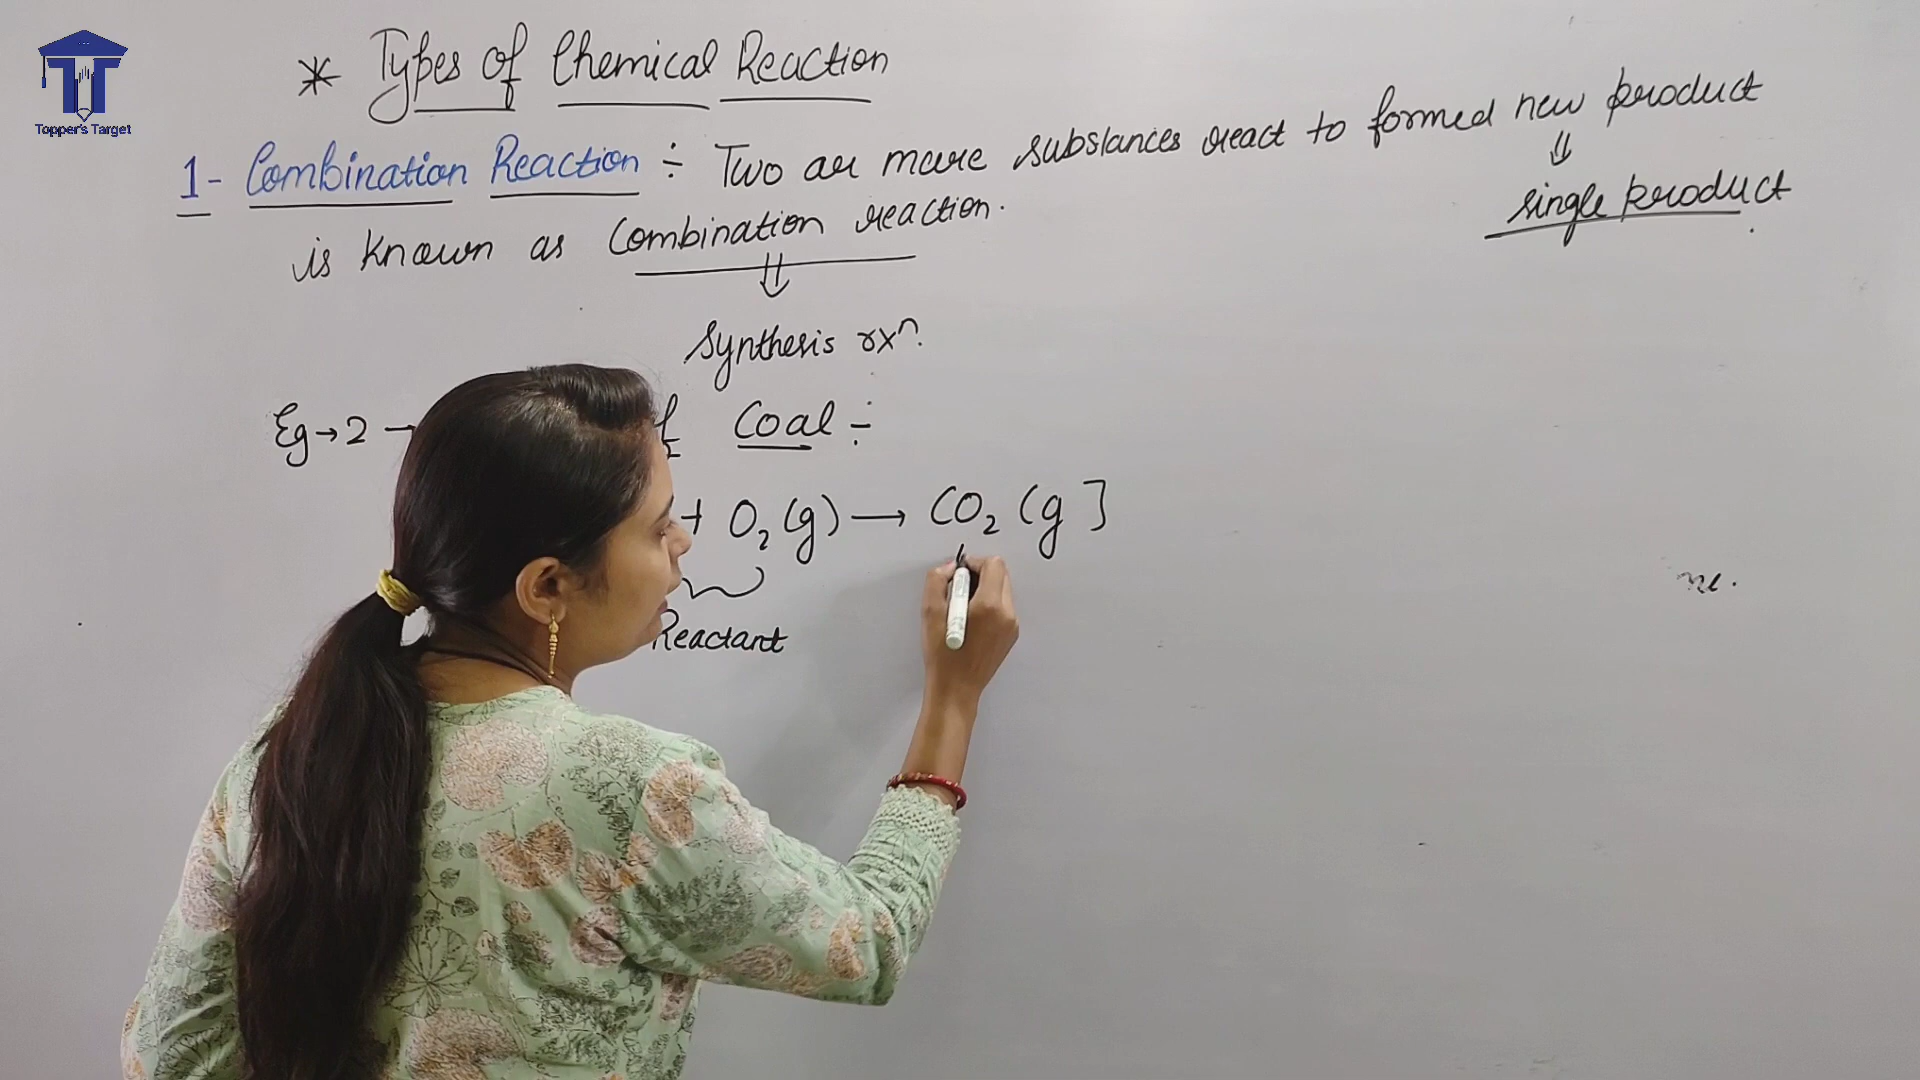 Topper's Target
* Types of Chemical Reaction
1- Combination Reaction ÷ Two ar more substances react to formed new product
⇓
single product
is known as Combination reaction.
⇓
Synthesis rxn.
Eg→2 → Coal ÷
+ O₂ (g) → CO₂ (g]
Reactant